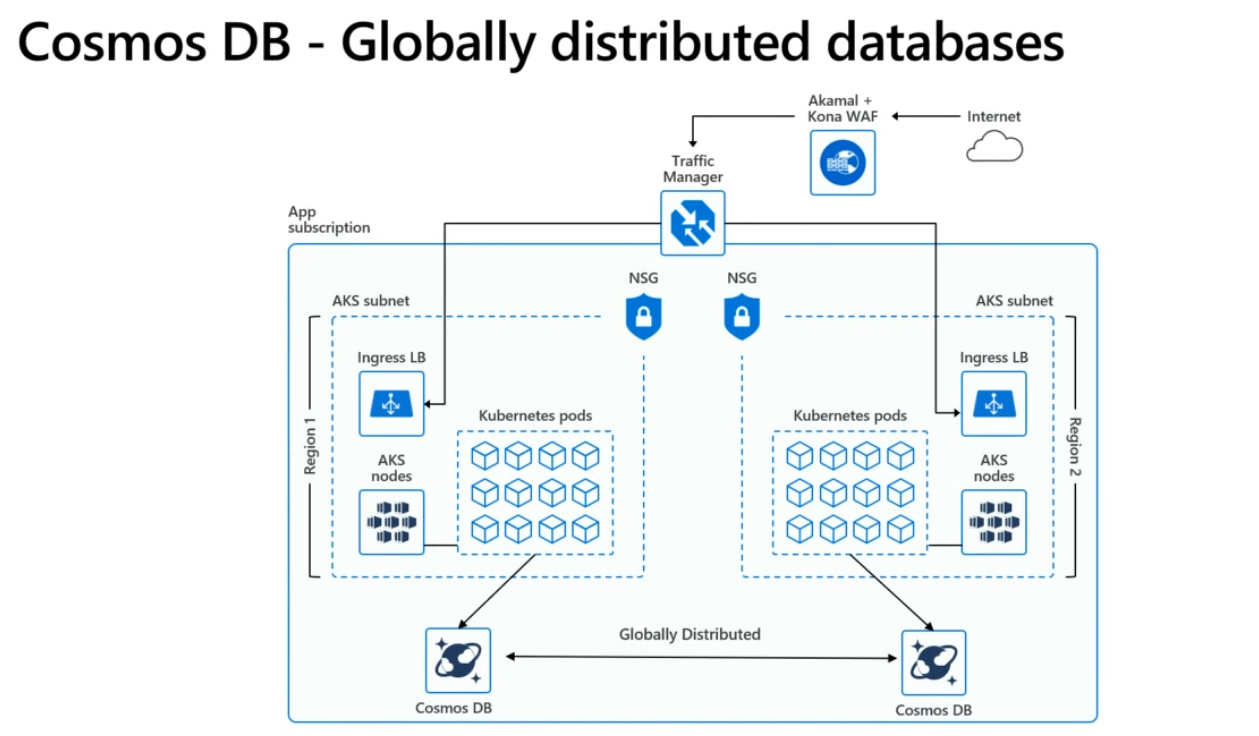 Cosmos DB - Globally distributed databases
Akamal +
Kona WAF
Internet
Traffic
Manager
App
subscription
NSG
NSG
AKS subnet
AKS subnet
Ingress LB
Ingress LB
Kubernetes pods
Kubernetes pods
Region 1
Region 2
AKS
nodes
AKS
nodes
Globally Distributed
Cosmos DB
Cosmos DB